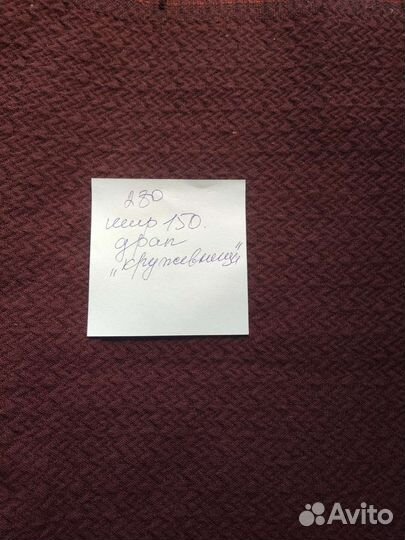 280
шир 150.
драп
„кружевница"
Avito